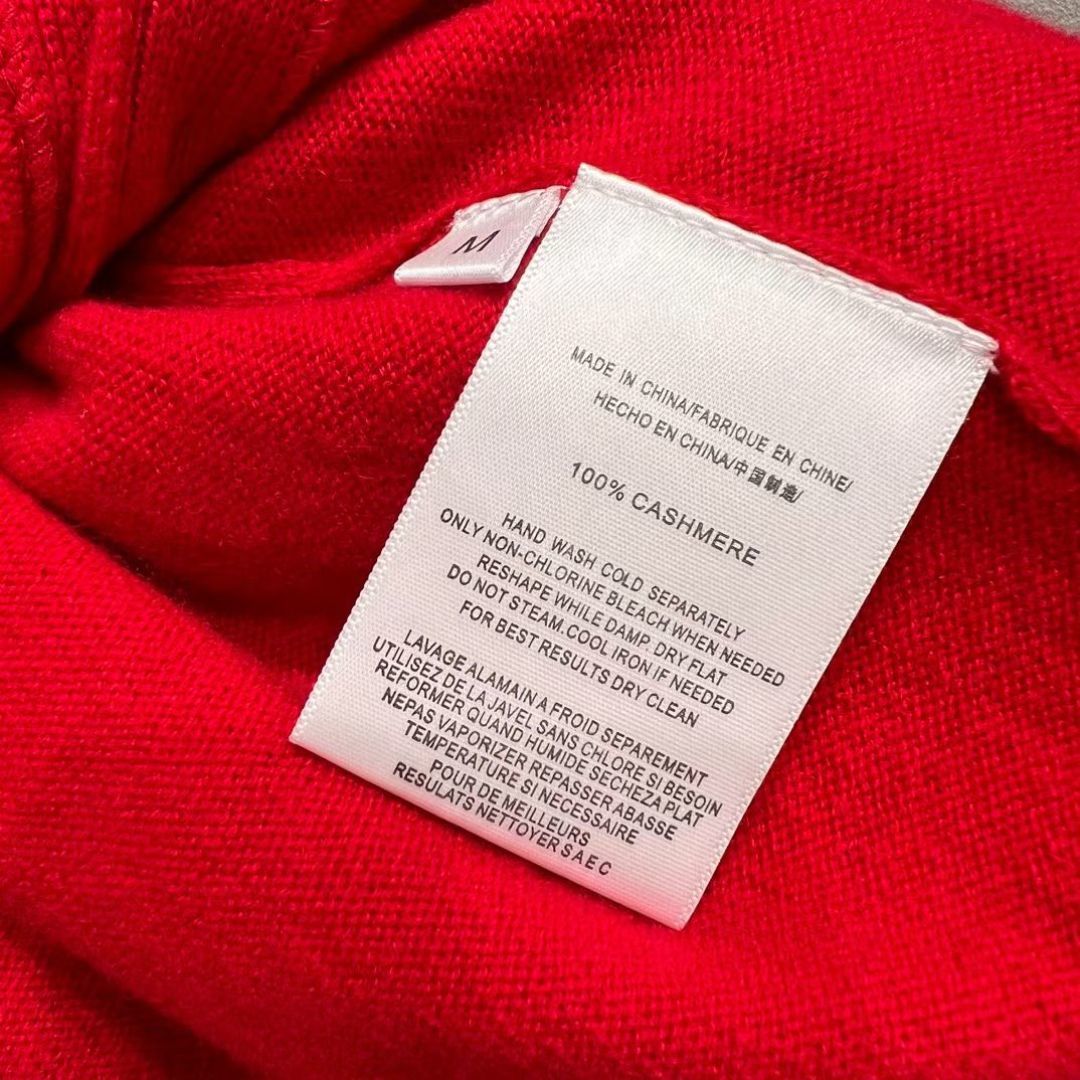 M
MADE IN CHINA/FABRIQUE EN CHINE/
HECHO EN CHINA/中国制造/
100% CASHMERE
HAND WASH COLD SEPARATELY
ONLY NON-CHLORINE BLEACH WHEN NEEDED
RESHAPE WHILE DAMP. DRY FLAT
DO NOT STEAM.COOL IRON IF NEEDED
FOR BEST RESULTS DRY CLEAN
LAVAGE ALAMAIN A FROID SEPAREMENT
UTILISEZ DE LA JAVEL SANS CHLORE SI BESOIN
REFORMER QUAND HUMIDE SECHEZA PLAT
NEPAS VAPORIZER REPASSER ABASSE
TEMPERATURE SI NECESSAIRE
POUR DE MEILLEURS
RESULATS NETTOYER S A E C